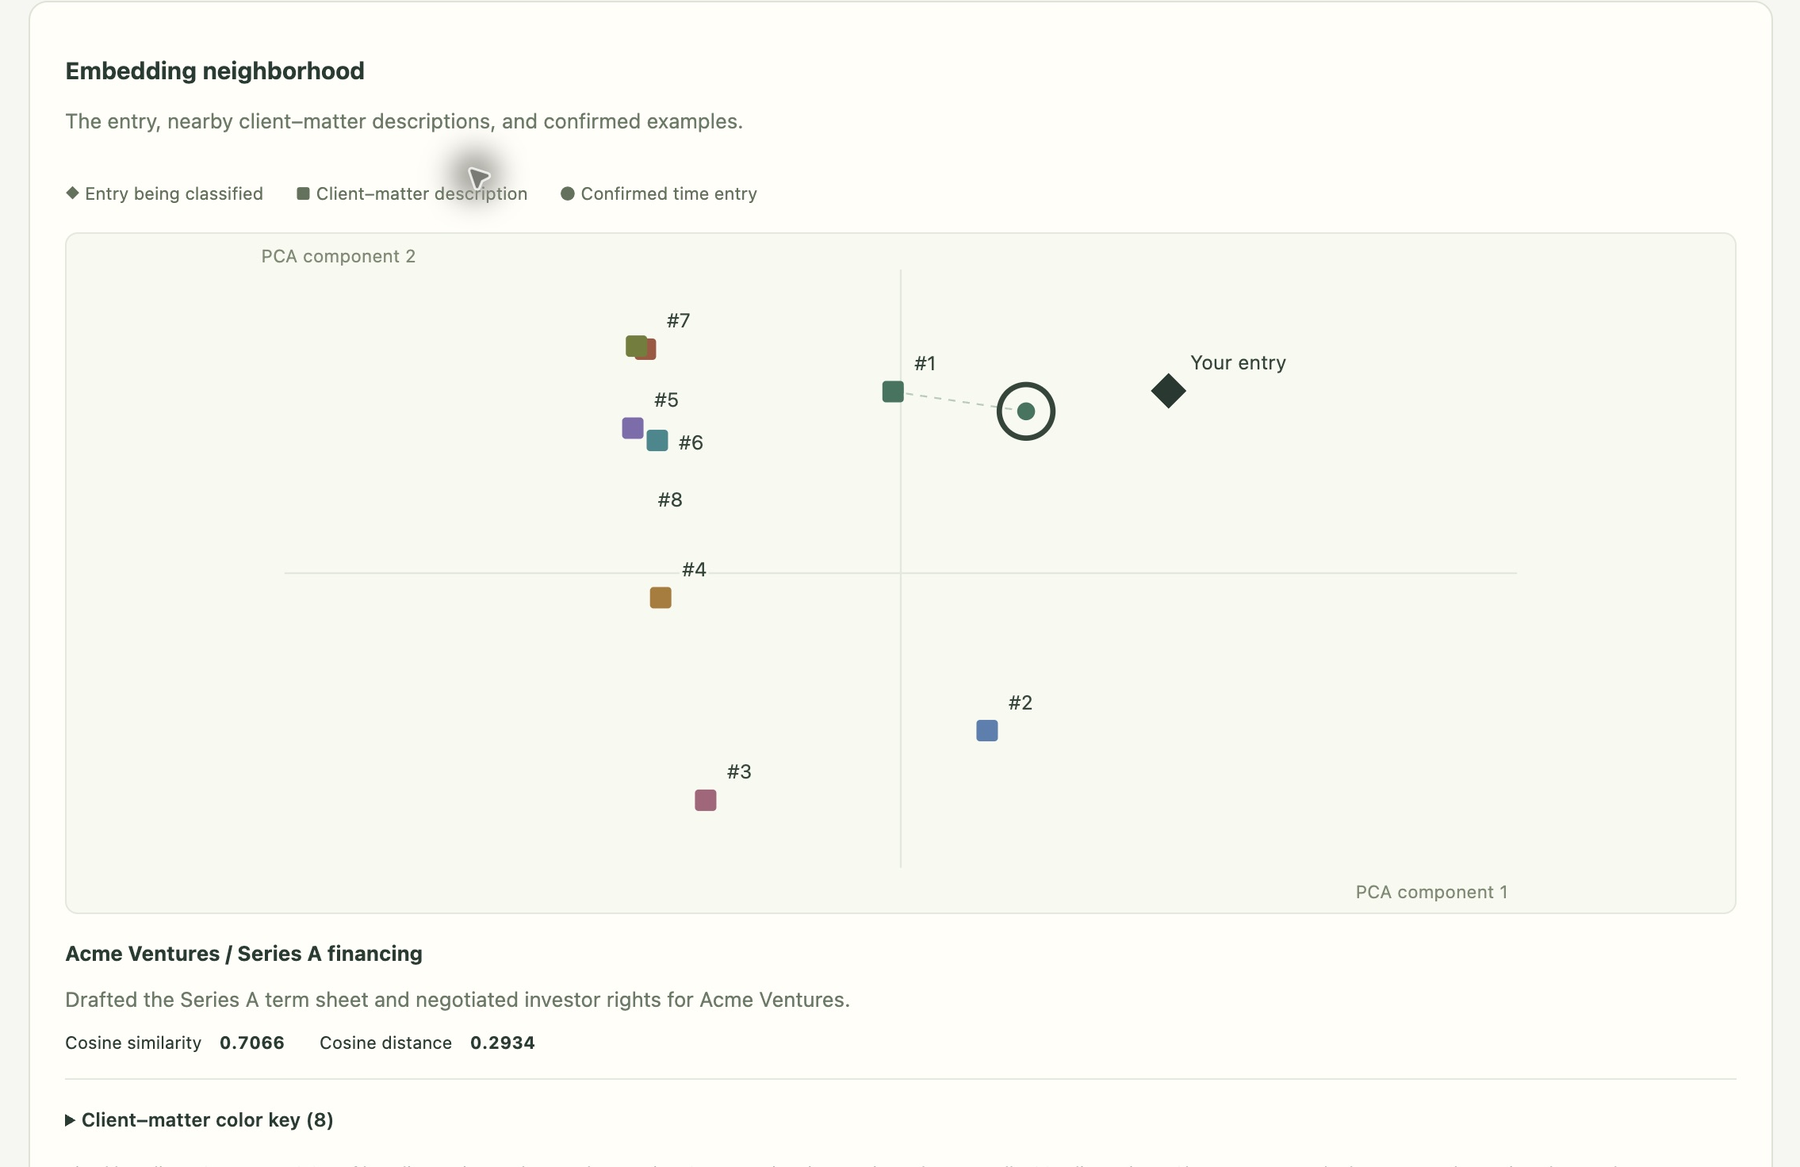 Embedding neighborhood
The entry, nearby client–matter descriptions, and confirmed examples.
Entry being classified
Client–matter description
Confirmed time entry
PCA component 2
#7
#1
Your entry
#5
#6
#8
#4
#2
#3
PCA component 1
Acme Ventures / Series A financing
Drafted the Series A term sheet and negotiated investor rights for Acme Ventures.
Cosine similarity 0.7066 Cosine distance 0.2934
Client–matter color key (8)